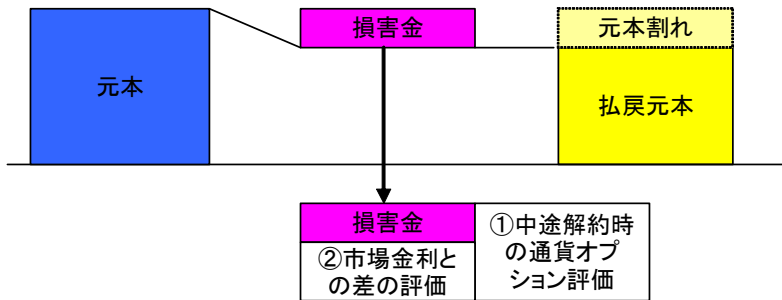 元本
損害金
元本割れ
払戻元本
損害金
②市場金利と
の差の評価
①中途解約時
の通貨オプ
ション評価